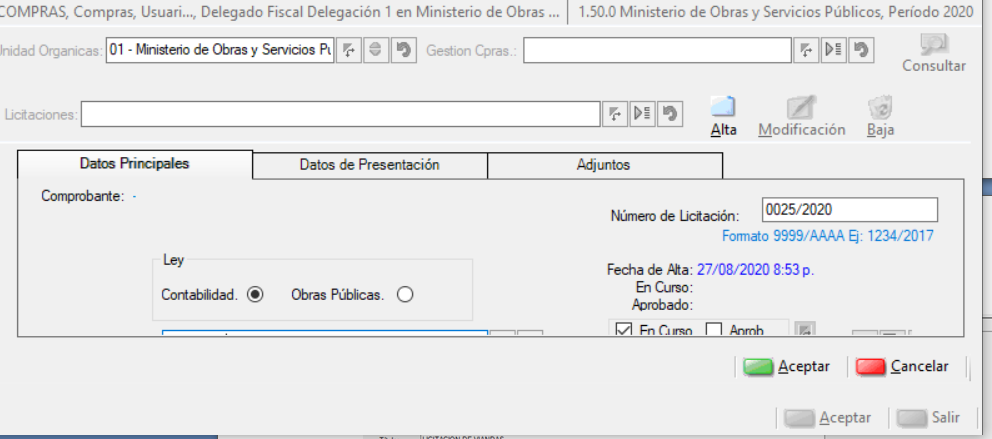 COMPRAS, Compras, Usuari..., Delegado Fiscal Delegación 1 en Ministerio de Obras ... 1.50.0 Ministerio de Obras y Servicios Públicos, Período 2020
Unidad Organicas: 01 - Ministerio de Obras y Servicios Pu Gestion Cpras.:
Consultar
Licitaciones:
Alta Modificación Baja
Datos Principales Datos de Presentación Adjuntos
Comprobante: -
Número de Licitación: 0025/2020
Formato 9999/AAAA Ej: 1234/2017
Ley
Fecha de Alta: 27/08/2020 8:53 p.
Contabilidad. Obras Públicas.
En Curso:
Aprobado:
En Curso Aprob
Aceptar Cancelar
Aceptar Salir